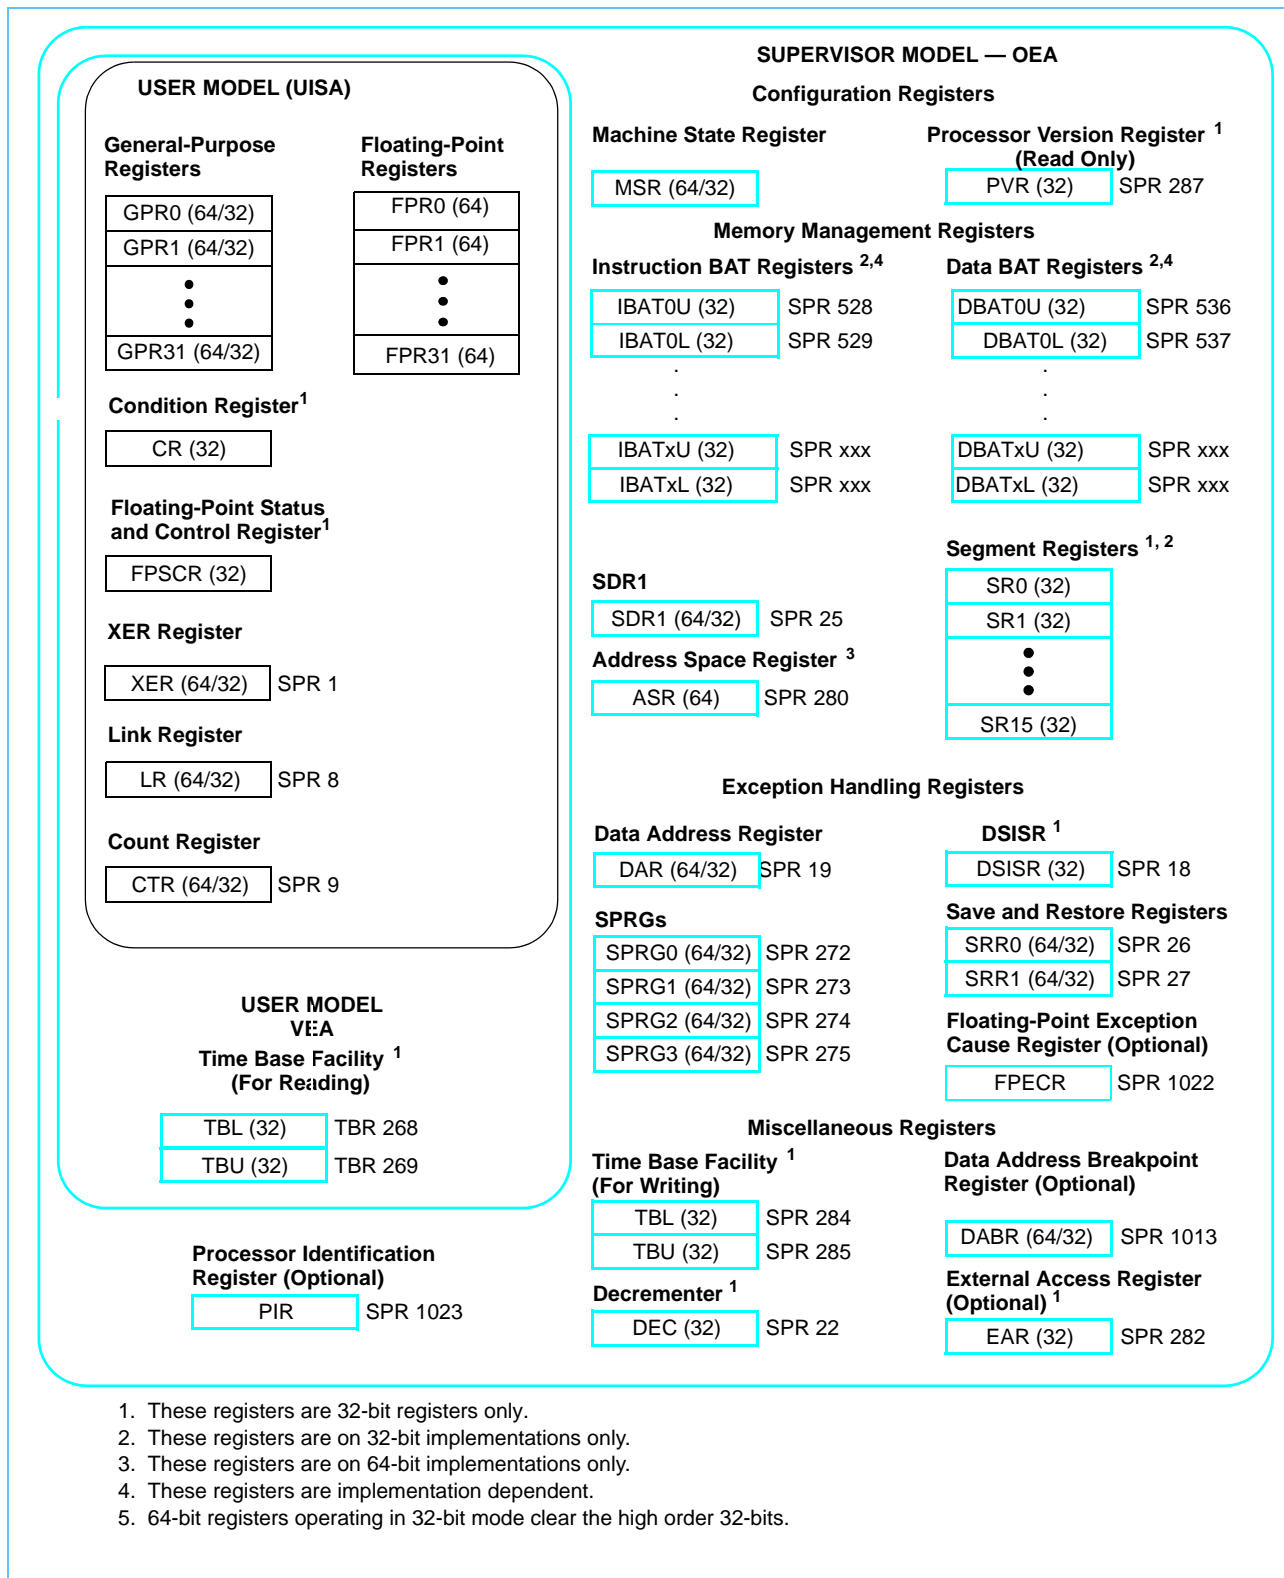 USER MODEL (UISA)
General-Purpose
Registers
GPR0 (64/32)
GPR1 (64/32)
GPR31 (64/32)
Floating-Point
Registers
FPR0 (64)
FPR1 (64)
FPR31 (64)
Condition Register 1
CR (32)
Floating-Point Status
and Control Register 1
FPSCR (32)
XER Register
XER (64/32) SPR 1
Link Register
LR (64/32) SPR 8
Count Register
CTR (64/32) SPR 9
USER MODEL
VEA
Time Base Facility 1
(For Reading)
TBL (32) TBR 268
TBU (32) TBR 269
Processor Identification
Register (Optional)
PIR SPR 1023
SUPERVISOR MODEL — OEA
Configuration Registers
Machine State Register
MSR (64/32)
Processor Version Register 1
(Read Only)
PVR (32) SPR 287
Memory Management Registers
Instruction BAT Registers 2,4
IBAT0U (32) SPR 528
IBAT0L (32) SPR 529
.
.
.
IBATxU (32) SPR xxx
IBATxL (32) SPR xxx
Data BAT Registers 2,4
DBAT0U (32) SPR 536
DBAT0L (32) SPR 537
.
.
.
DBATxU (32) SPR xxx
DBATxL (32) SPR xxx
SDR1
SDR1 (64/32) SPR 25
Address Space Register 3
ASR (64) SPR 280
Segment Registers 1, 2
SR0 (32)
SR1 (32)
SR15 (32)
Exception Handling Registers
Data Address Register
DAR (64/32) SPR 19
SPRGs
SPRG0 (64/32) SPR 272
SPRG1 (64/32) SPR 273
SPRG2 (64/32) SPR 274
SPRG3 (64/32) SPR 275
DSISR 1
DSISR (32) SPR 18
Save and Restore Registers
SRR0 (64/32) SPR 26
SRR1 (64/32) SPR 27
Floating-Point Exception
Cause Register (Optional)
FPECR SPR 1022
Miscellaneous Registers
Time Base Facility 1
(For Writing)
TBL (32) SPR 284
TBU (32) SPR 285
Decrementer 1
DEC (32) SPR 22
Data Address Breakpoint
Register (Optional)
DABR (64/32) SPR 1013
External Access Register
(Optional) 1
EAR (32) SPR 282
1. These registers are 32-bit registers only.
2. These registers are on 32-bit implementations only.
3. These registers are on 64-bit implementations only.
4. These registers are implementation dependent.
5. 64-bit registers operating in 32-bit mode clear the high order 32-bits.